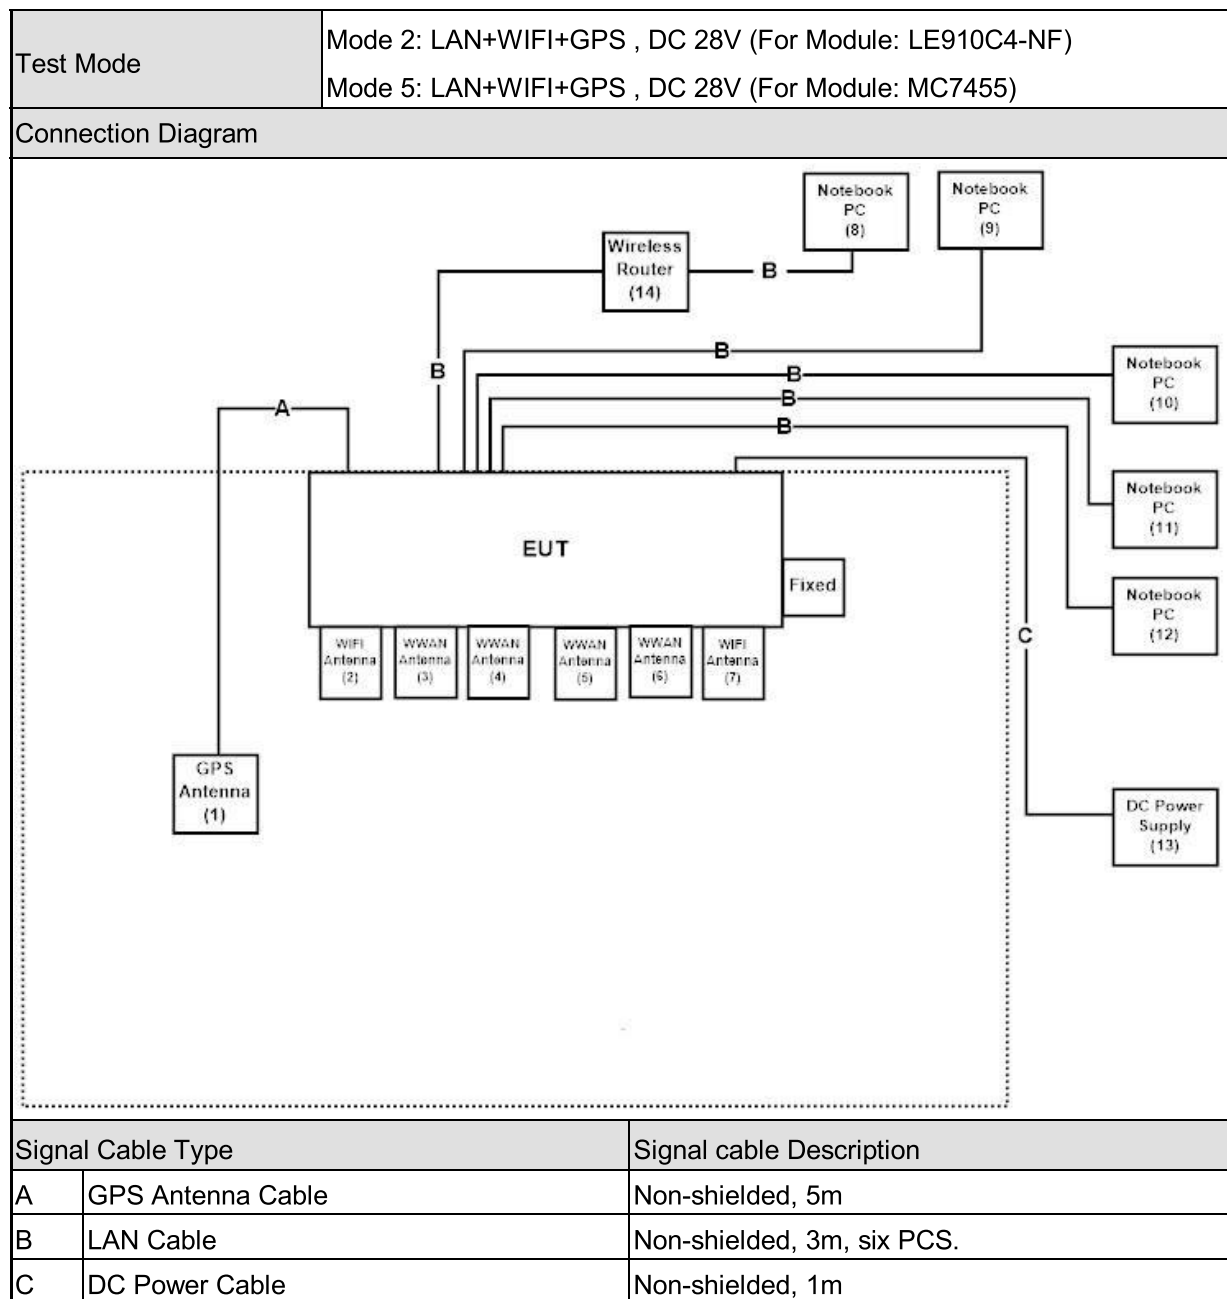 Test Mode
Mode 2: LAN+WIFI+GPS , DC 28V (For Module: LE910C4-NF)
Mode 5: LAN+WIFI+GPS , DC 28V (For Module: MC7455)
Connection Diagram
Notebook
PC
(8)
Notebook
PC
(9)
Wireless
Router
(14)
B
B
B
Notebook
PC
(10)
B
B
B
A
Notebook
PC
(11)
EUT
Fixed
Notebook
PC
(12)
C
WIFI
Antenna
(2)
WWAN
Antenna
(3)
WWAN
Antenna
(4)
WWAN
Antenna
(5)
WWAN
Antenna
(6)
WIFI
Antenna
(7)
GPS
Antenna
(1)
DC Power
Supply
(13)
Signal Cable Type
Signal cable Description
A
GPS Antenna Cable
Non-shielded, 5m
B
LAN Cable
Non-shielded, 3m, six PCS.
C
DC Power Cable
Non-shielded, 1m